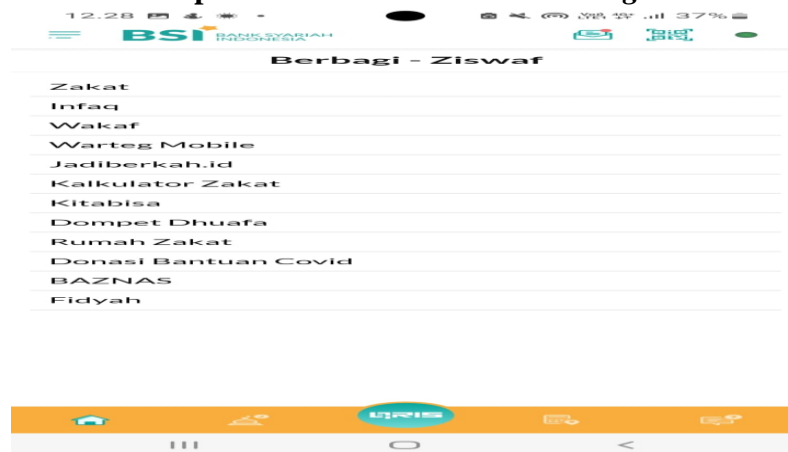 12.28 37%
BSI BANK SYARIAH
INDONESIA
Berbagi - Ziswaf
Zakat
Infaq
Wakaf
Warteg Mobile
Jadiberkah.id
Kalkulator Zakat
Kitabisa
Dompet Dhuafa
Rumah Zakat
Donasi Bantuan Covid
BAZNAS
Fidyah
QRIS